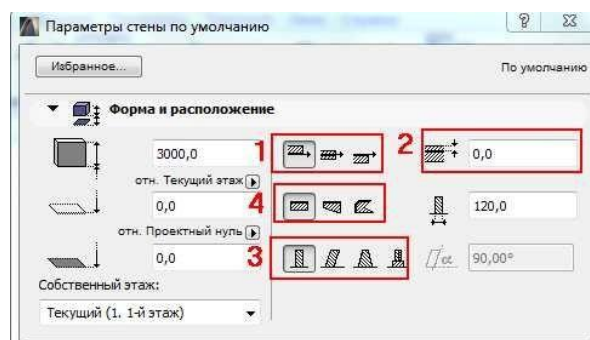 Параметры стены по умолчанию
Избранное...
По умолчанию
Форма и расположение
3000,0
1
2
0,0
отн. Текущий этаж
0,0
4
120,0
отн. Проектный нуль
0,0
3
α
90,00°
Собственный этаж:
Текущий (1. 1-й этаж)